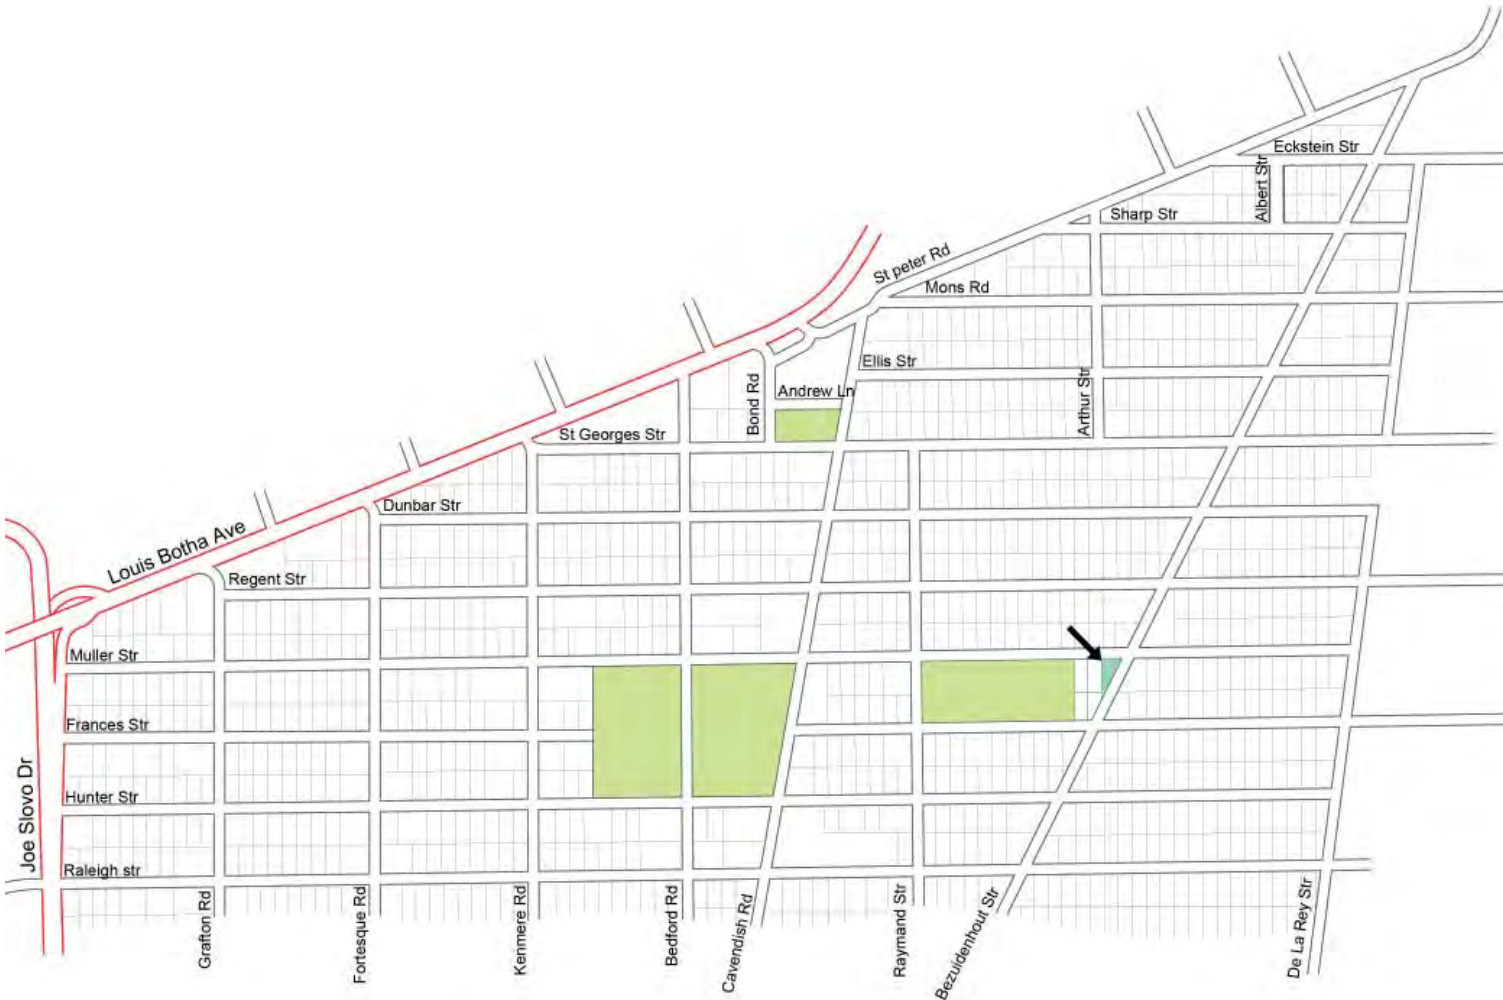 Eckstein Str
Albert Str
Sharp Str
St peter Rd
Mons Rd
Ellis Str
Arthur Str
Bond Rd
Andrew Ln
St Georges Str
Dunbar Str
Louis Botha Ave
Regent Str
Muller Str
Frances Str
Joe Slovo Dr
Hunter Str
Raleigh str
Grafton Rd
Fortesque Rd
Kenmere Rd
Bedford Rd
Cavendish Rd
Raymand Str
Bezuidenhout Str
De La Rey Str